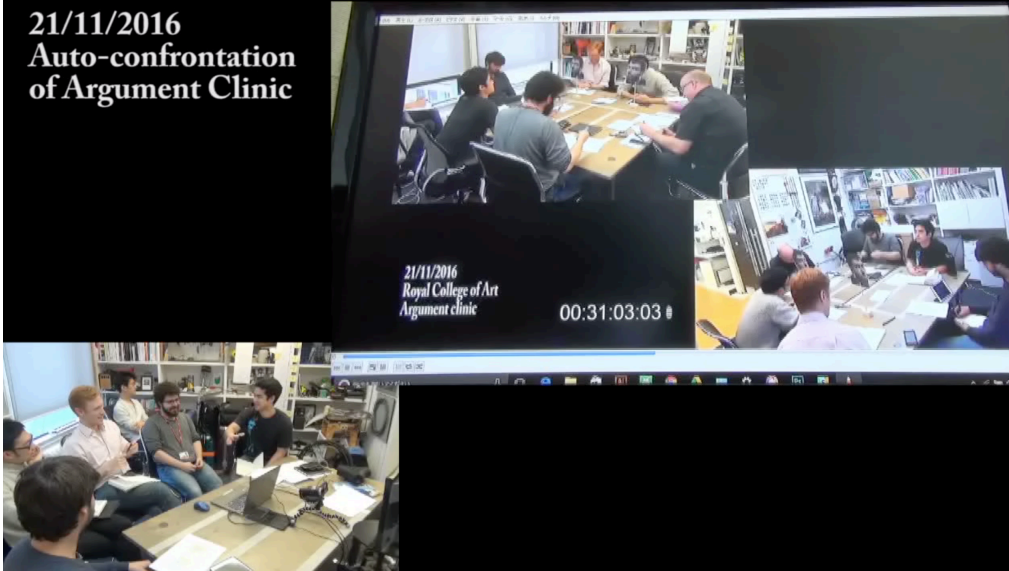 21/11/2016
Auto-confrontation
of Argument Clinic
21/11/2016
Royal College of Art
Argument clinic
00:31:03:03